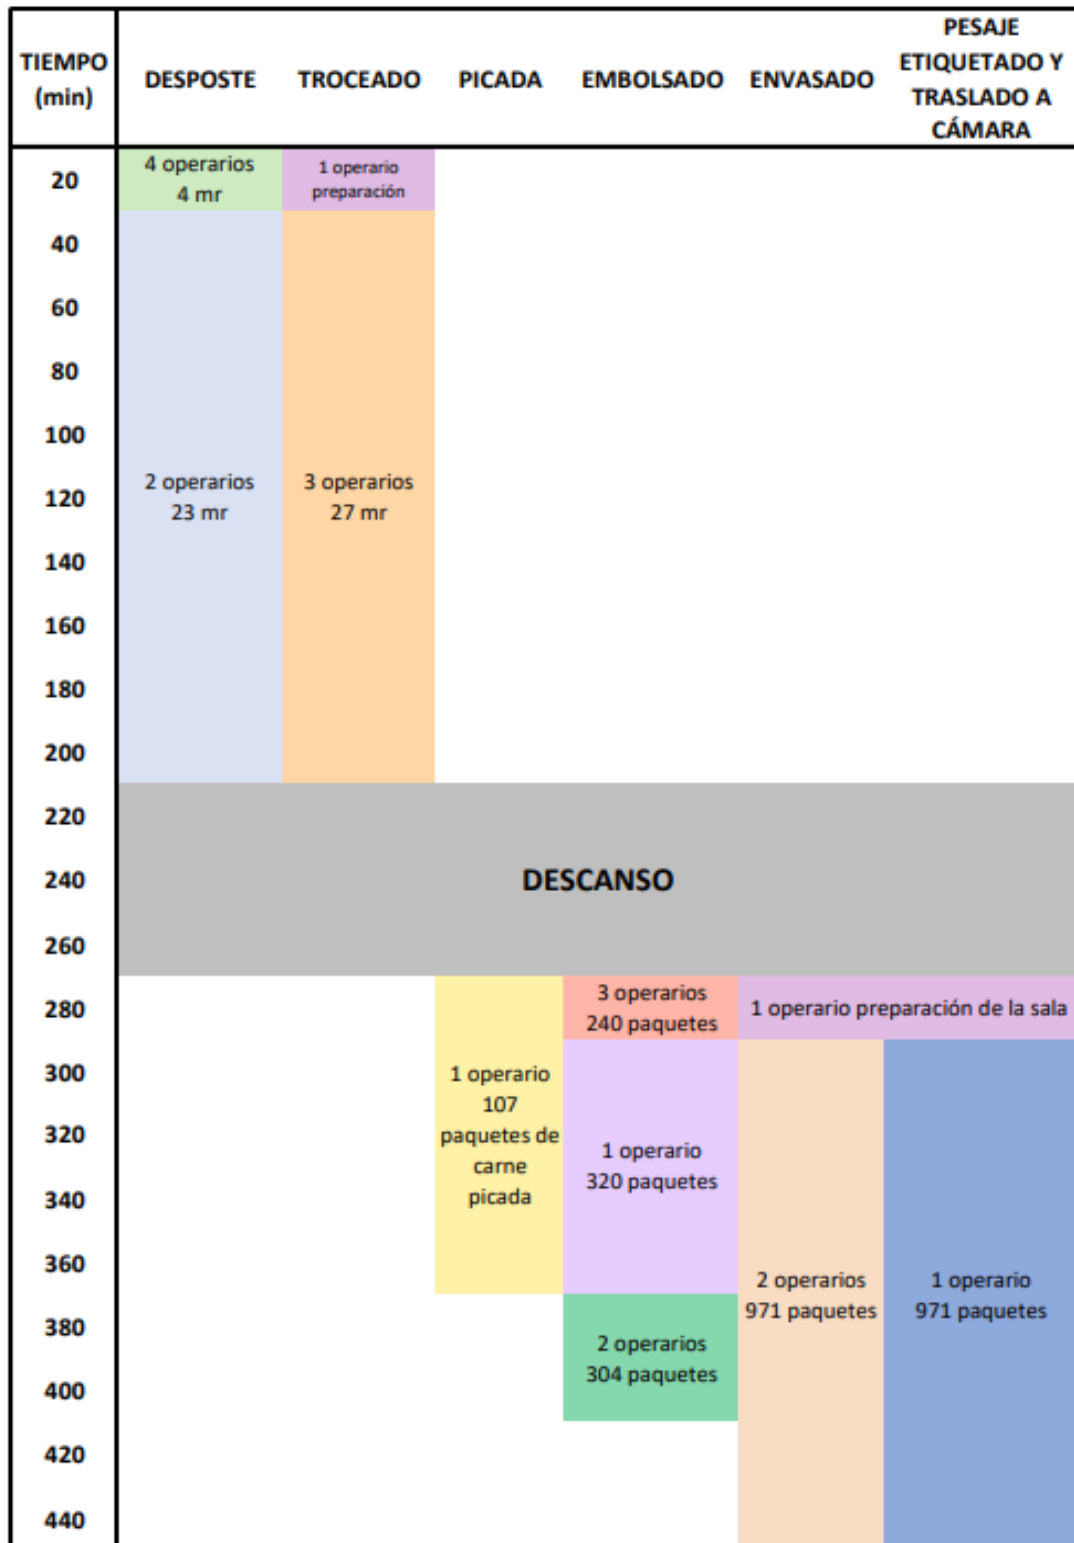 TIEMPO
(min)
DESPOSTE
TROCEADO
PICADA
EMBOLSADO
ENVASADO
PESAJE
ETIQUETADO Y
TRASLADO A
CÁMARA
20
4 operarios
4 mr
1 operario
preparación
40
60
80
100
120
2 operarios
23 mr
3 operarios
27 mr
140
160
180
200
220
240
DESCANSO
260
280
3 operarios
240 paquetes
1 operario preparación de la sala
300
320
340
360
1 operario
107
paquetes de
carne
picada
1 operario
320 paquetes
2 operarios
971 paquetes
1 operario
971 paquetes
380
400
2 operarios
304 paquetes
420
440